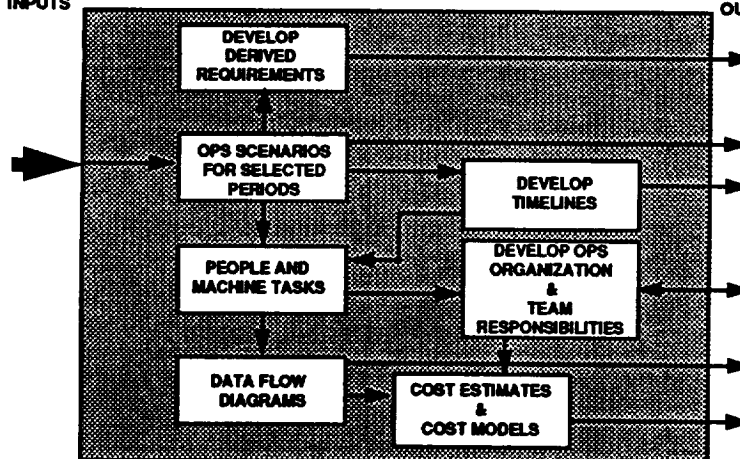 INPUTS
OU
DEVELOP
DERIVED
REQUIREMENTS
OPS SCENARIOS
FOR SELECTED
PERIODS
DEVELOP
TIMELINES
PEOPLE AND
MACHINE TASKS
DEVELOP OPS
ORGANIZATION
&
TEAM
RESPONSIBILITIES
DATA FLOW
DIAGRAMS
COST ESTIMATES
&
COST MODELS